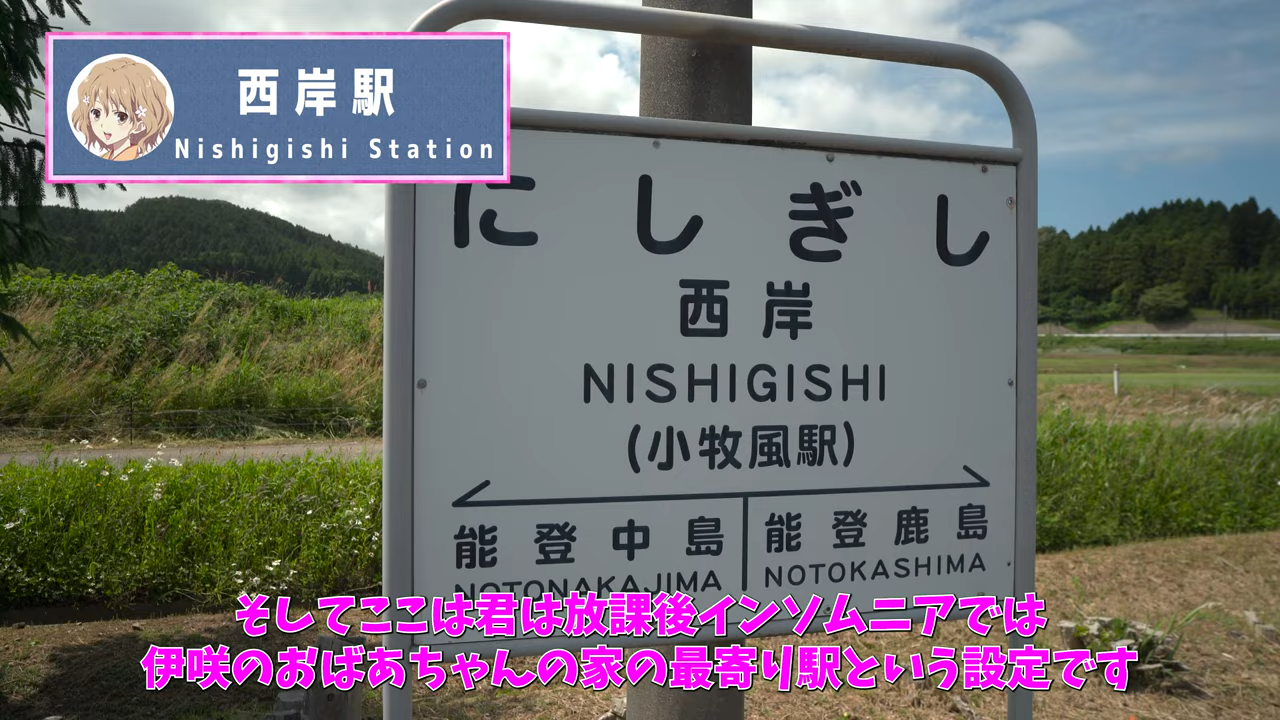 西岸駅
Nishigishi Station
にしぎし
西岸
NISHIGISHI
(小牧風駅)
能登中島 能登鹿島
NOTONAKAJIMA NOTOKASHIMA
そしてここは君は放課後インソムニアでは
伊咲のおばあちゃんの家の最寄り駅という設定です